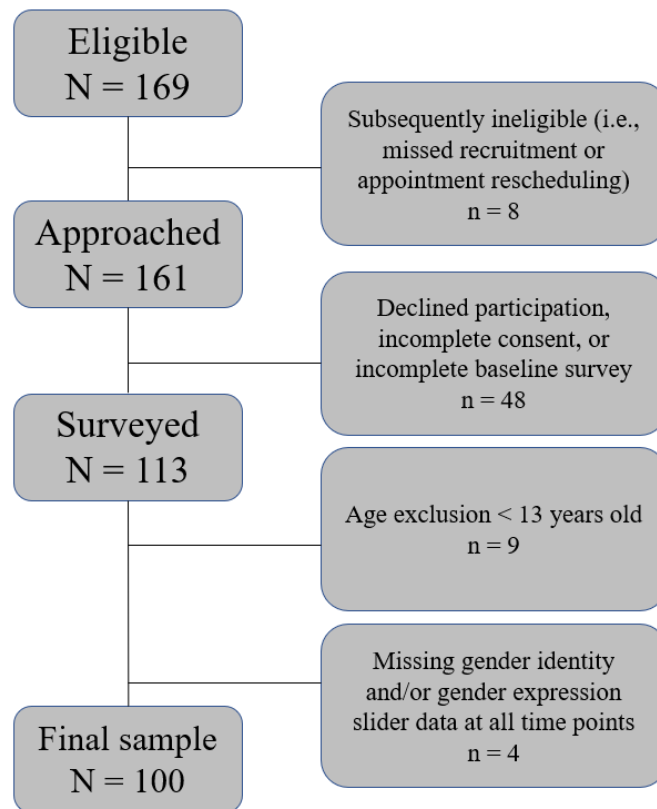 Eligible
N = 169
Subsequently ineligible (i.e.,
missed recruitment or
appointment rescheduling)
n = 8
Approached
N = 161
Declined participation,
incomplete consent, or
incomplete baseline survey
n = 48
Surveyed
N = 113
Age exclusion < 13 years old
n = 9
Missing gender identity
and/or gender expression
slider data at all time points
n = 4
Final sample
N = 100